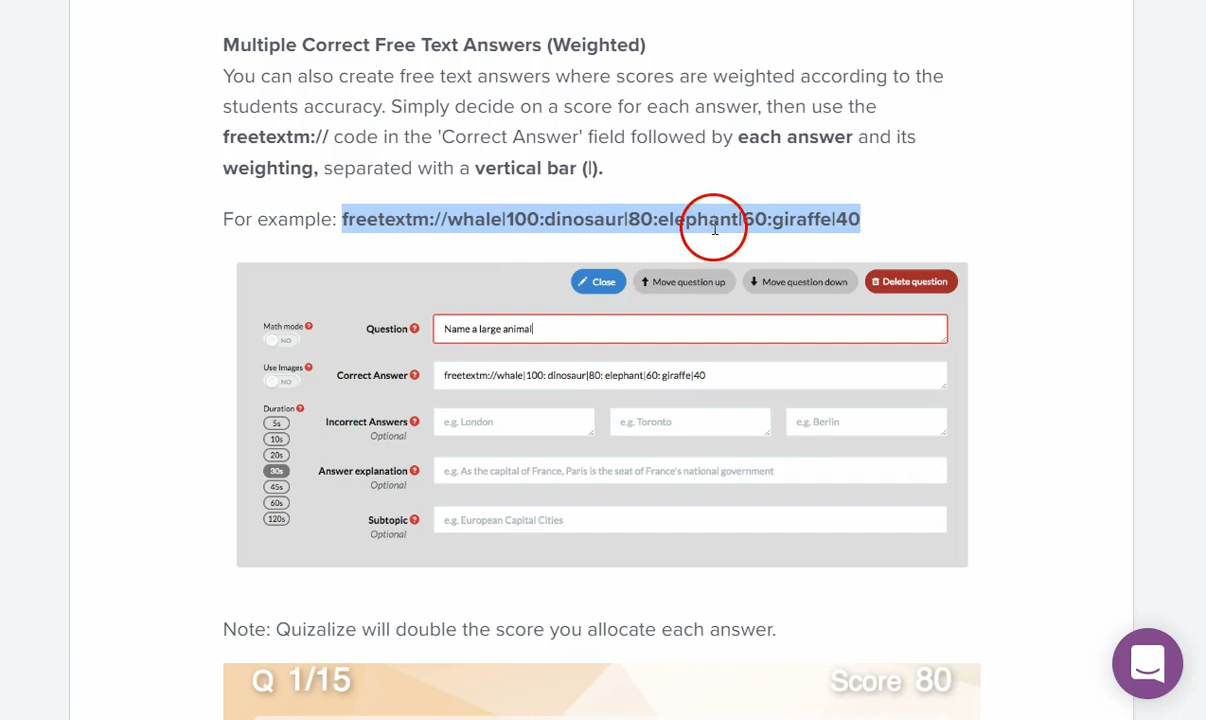 Multiple Correct Free Text Answers (Weighted)
You can also create free text answers where scores are weighted according to the
students accuracy. Simply decide on a score for each answer, then use the
freetextm:// code in the 'Correct Answer' field followed by each answer and its
weighting, separated with a vertical bar (|).
For example: freetextm://whale|100:dinosaur|80:elephant|60:giraffe|40
Close Move question up Move question down Delete question
Math mode ?
NO
Question ? Name a large animal
Use Images ?
NO
Correct Answer ? freetextm://whale|100: dinosaur|80: elephant|60: giraffe|40
Duration ?
5s
10s
20s
30s
45s
60s
120s
Incorrect Answers ? e.g. London e.g. Toronto e.g. Berlin
Optional
Answer explanation ? e.g. As the capital of France, Paris is the seat of France's national government
Optional
Subtopic ? e.g. European Capital Cities
Optional
Note: Quizalize will double the score you allocate each answer.
Q 1/15 Score 80